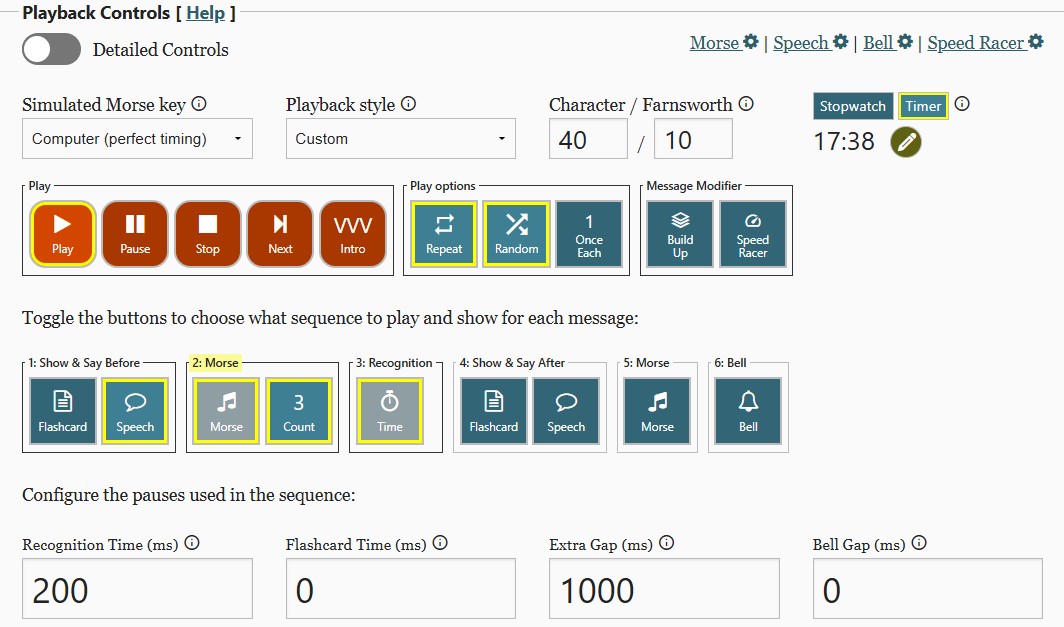 Playback Controls [ Help ]
Detailed Controls
Morse | Speech | Bell | Speed Racer
Simulated Morse key
Playback style
Character / Farnsworth
Stopwatch Timer
Computer (perfect timing)
Custom
40 / 10
17:38
Play
Play options
Message Modifier
Play
Pause
Stop
Next
VVV
Intro
Repeat
Random
1
Once
Each
Build
Up
Speed
Racer
Toggle the buttons to choose what sequence to play and show for each message:
1: Show & Say Before
2: Morse
3: Recognition
4: Show & Say After
5: Morse
6: Bell
Flashcard
Speech
Morse
3
Count
Time
Flashcard
Speech
Morse
Bell
Configure the pauses used in the sequence:
Recognition Time (ms)
Flashcard Time (ms)
Extra Gap (ms)
Bell Gap (ms)
200
0
1000
0